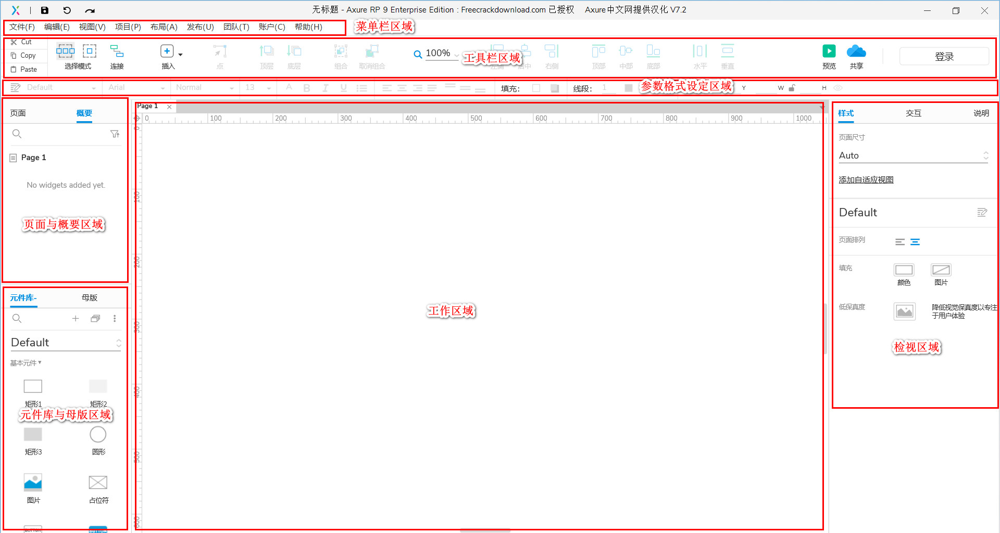 无标题 - Axure RP 9 Enterprise Edition : Freecrackdownload.com 已授权 Axure中文网提供汉化 V7.2
文件(F) 编辑(E) 视图(V) 项目(P) 布局(A) 发布(U) 团队(T) 账户(C) 帮助(H)
菜单栏区域
Cut
Copy
Paste
选择模式
连接
插入
点
顶层
底层
组合
取消组合
100%
工具栏区域
左侧
居中
右侧
顶部
中部
底部
水平
垂直
预览
共享
登录
Default Arial Normal 13 A B I U
填充:
线段: 1
参数格式设定区域
Y W H
页面 概要
Page 1
No widgets added yet.
页面与概要区域
元件库- 母版
Default
基本元件
矩形1 矩形2
元件库与母版区域
矩形3 圆形
图片 占位符
BUTTON BUTTON
Page 1
0 100 200 300 400 500 600 700 800 900 1000
0
100
200
300
400
500
600
工作区域
样式 交互 说明
页面尺寸
Auto
添加自适应视图
Default
页面排列
填充
颜色 图片
低保真度
降低视觉保真度以专注
于用户体验
检视区域